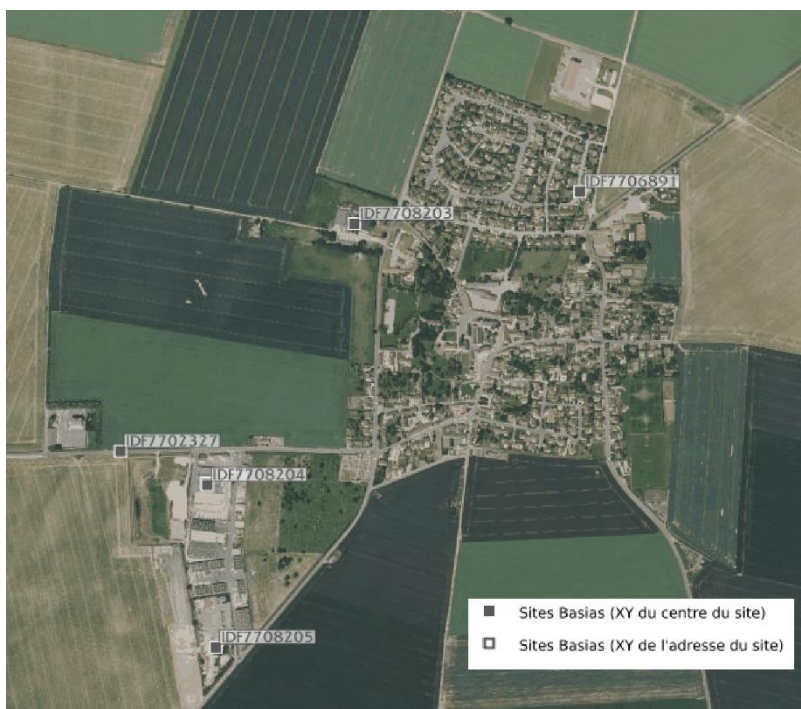 IDF7706891
IDF7708203
IDF7702327
IDF7708204
IDF7708205
Sites Basias (XY du centre du site)
Sites Basias (XY de l'adresse du site)